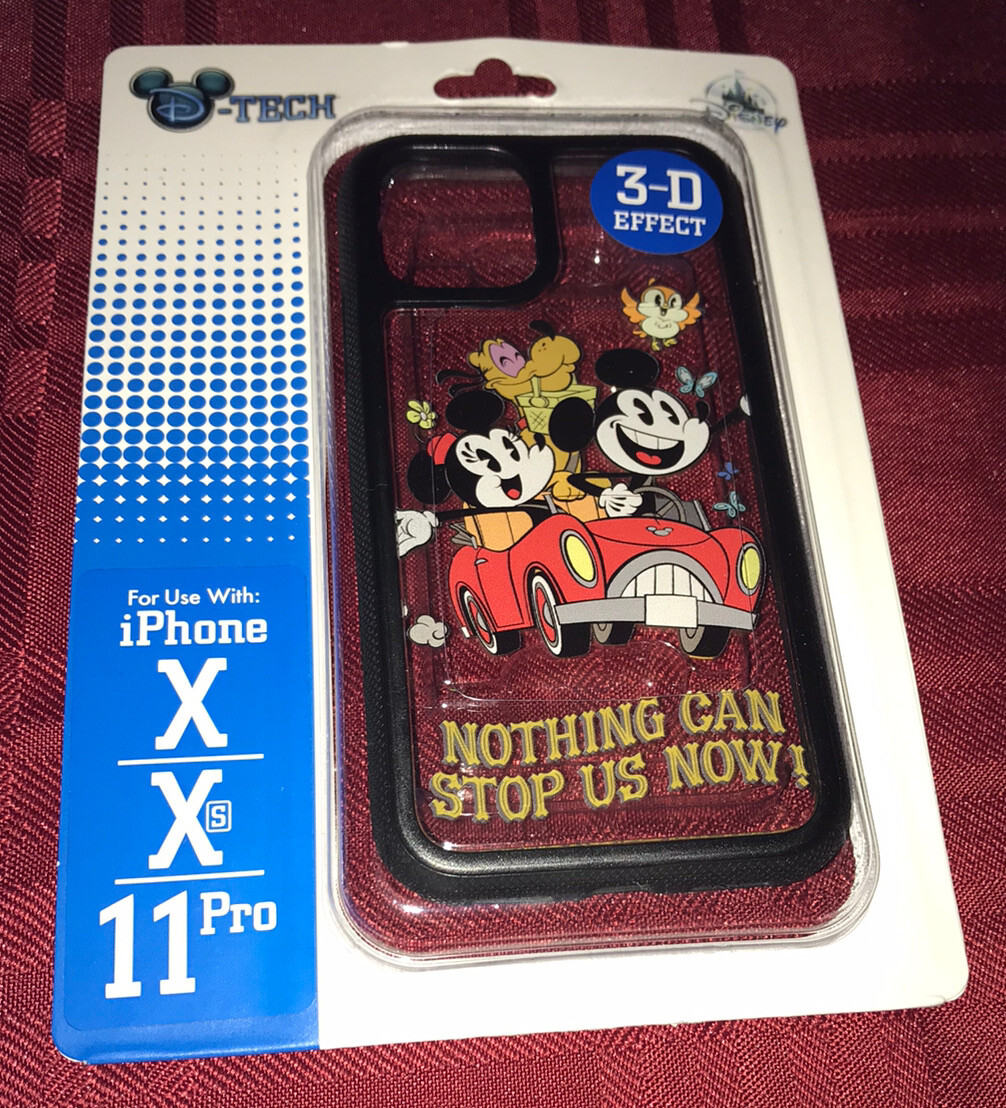 D-TECH
Disney
3-D
EFFECT
For Use With:
iPhone
X
Xs
11 Pro
NOTHING CAN
STOP US NOW!